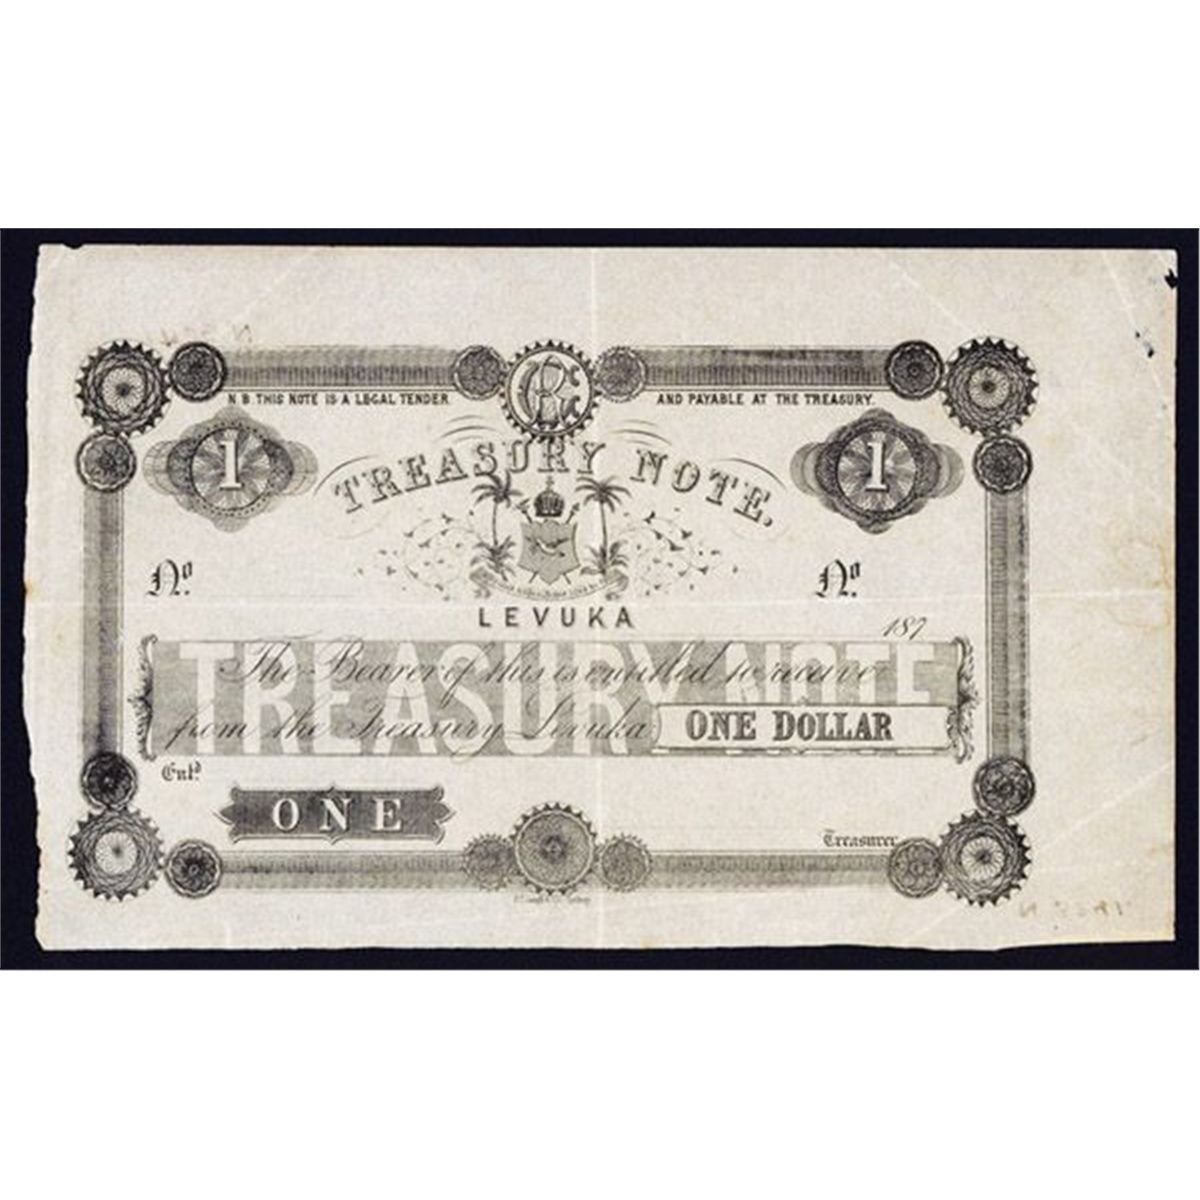 N.B. THIS NOTE IS A LEGAL TENDER AND PAYABLE AT THE TREASURY.
1 1
TREASURY NOTE.
No. No.
LEVUKA
187
TREASURY NOTE
The Bearer of this is entitled to receive
from the Treasury Levuka ONE DOLLAR
Entd.
ONE
Treasurer